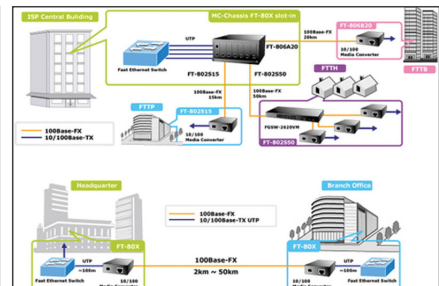 ISP Central Building
MC-Chassis FT-80X slot-in
UTP
FT-806A20
Fast Ethernet Switch
FT-802S15
FT-802S50
100Base-FX
20km
FT-806B20
10/100
Media Converter
FTTB
100Base-FX
15km
100Base-FX
50km
FTTH
FTTP
FT-802S15
10/100
Media Converter
FGSW-2620VM
FT-802S50
100Base-FX
10/100Base-TX
Headquarter
Branch Office
100Base-FX
10/100Base-TX UTP
FT-80X
FT-80X
UTP
~100m
100Base-FX
2km ~ 50km
UTP
~100m
Fast Ethernet Switch
10/100
10/100
Fast Ethernet Switch